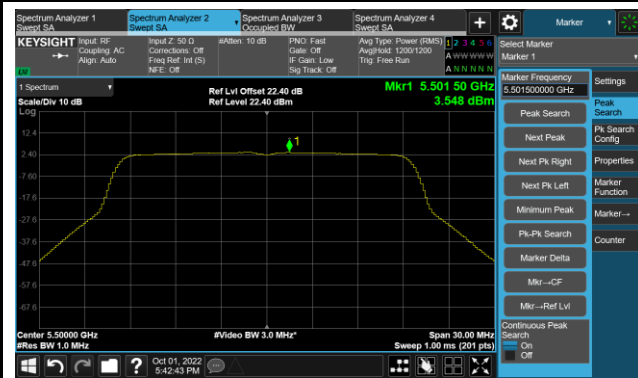 Spectrum Analyzer 1
Swept SA
Spectrum Analyzer 2
Swept SA
Spectrum Analyzer 3
Occupied BW
Spectrum Analyzer 4
Swept SA
+
Marker
KEYSIGHT
Input: RF
Coupling: AC
Align: Auto
Input Z: 50 Ω
Corrections: Off
Freq Ref: Int (S)
NFE: Off
#Atten: 10 dB
PNO: Fast
Gate: Off
IF Gain: Low
Sig Track: Off
Avg Type: Power (RMS)
Avg|Hold: 1200/1200
Trig: Free Run
1 2 3 4 5 6
A W W W W W
A N N N N N
LXI
Select Marker
Marker 1
1 Spectrum
Scale/Div 10 dB
Log
Ref Lvl Offset 22.40 dB
Ref Level 22.40 dBm
Mkr1 5.501 50 GHz
3.548 dBm
1
12.4
2.40
-7.60
-17.6
-27.6
-37.6
-47.6
-57.6
-67.6
Center 5.50000 GHz
#Res BW 1.0 MHz
#Video BW 3.0 MHz*
Span 30.00 MHz
Sweep 1.00 ms (201 pts)
Marker Frequency
5.501500000 GHz
Peak Search
Next Peak
Next Pk Right
Next Pk Left
Minimum Peak
Pk-Pk Search
Marker Delta
Mkr→CF
Mkr→Ref Lvl
Continuous Peak
Search
On
Off
Settings
Peak
Search
Pk Search
Config
Properties
Marker
Function
Marker→
Counter
?
Oct 01, 2022
5:42:43 PM